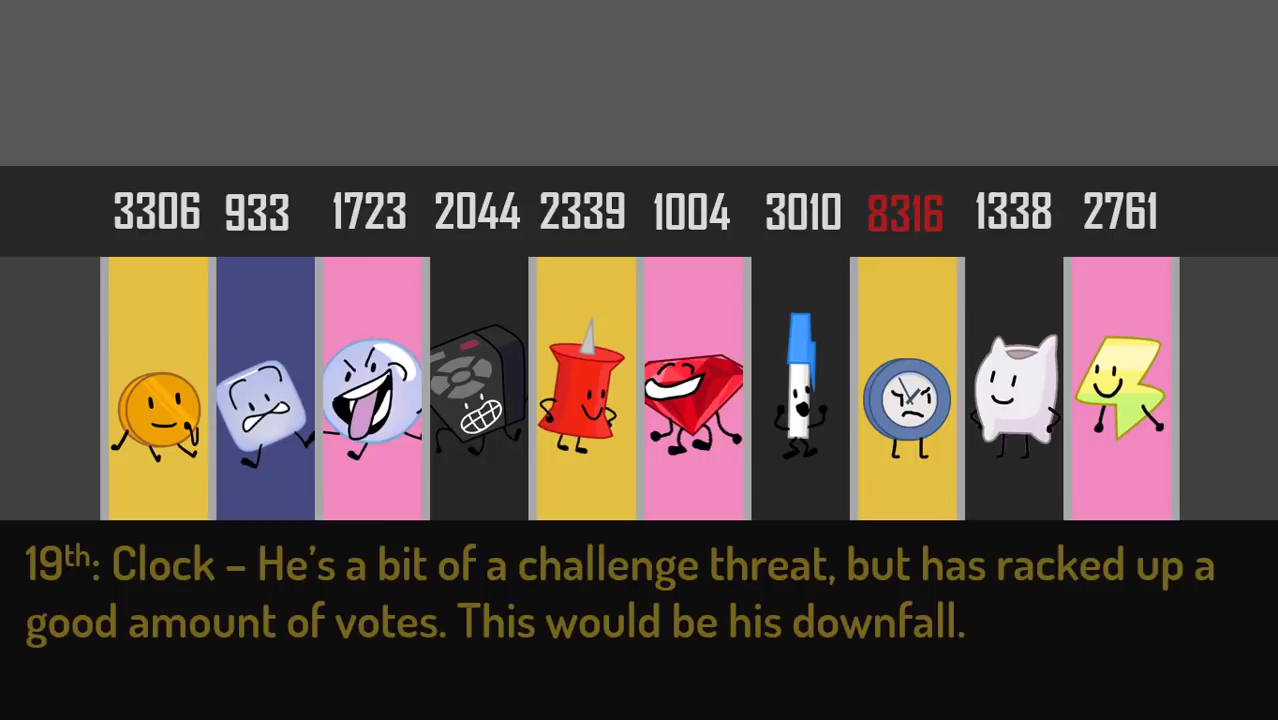 3306 933 1723 2044 2339 1004 3010 8316 1338 2761
19th: Clock – He's a bit of a challenge threat, but has racked up a
good amount of votes. This would be his downfall.